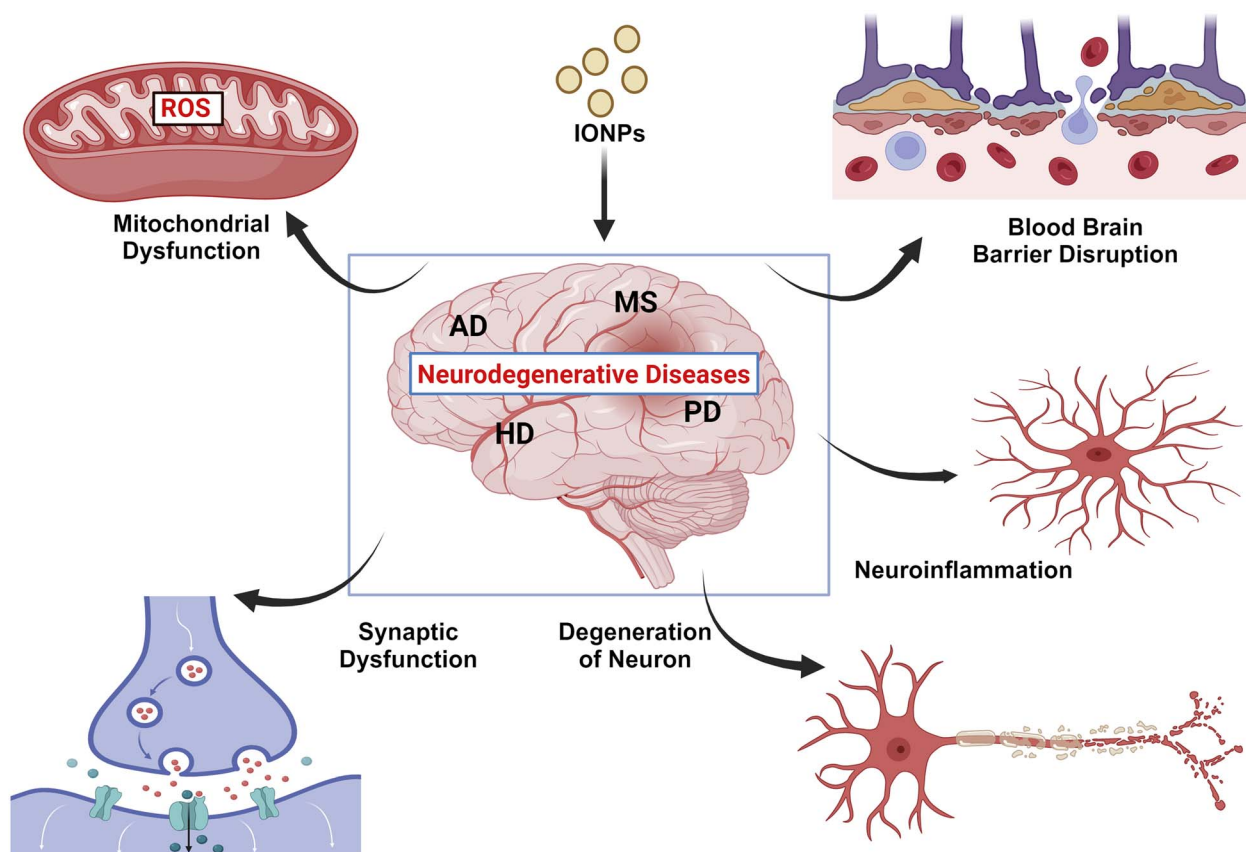 ROS
IONPs
Mitochondrial
Dysfunction
Blood Brain
Barrier Disruption
AD
MS
Neurodegenerative Diseases
HD
PD
Neuroinflammation
Synaptic
Dysfunction
Degeneration
of Neuron